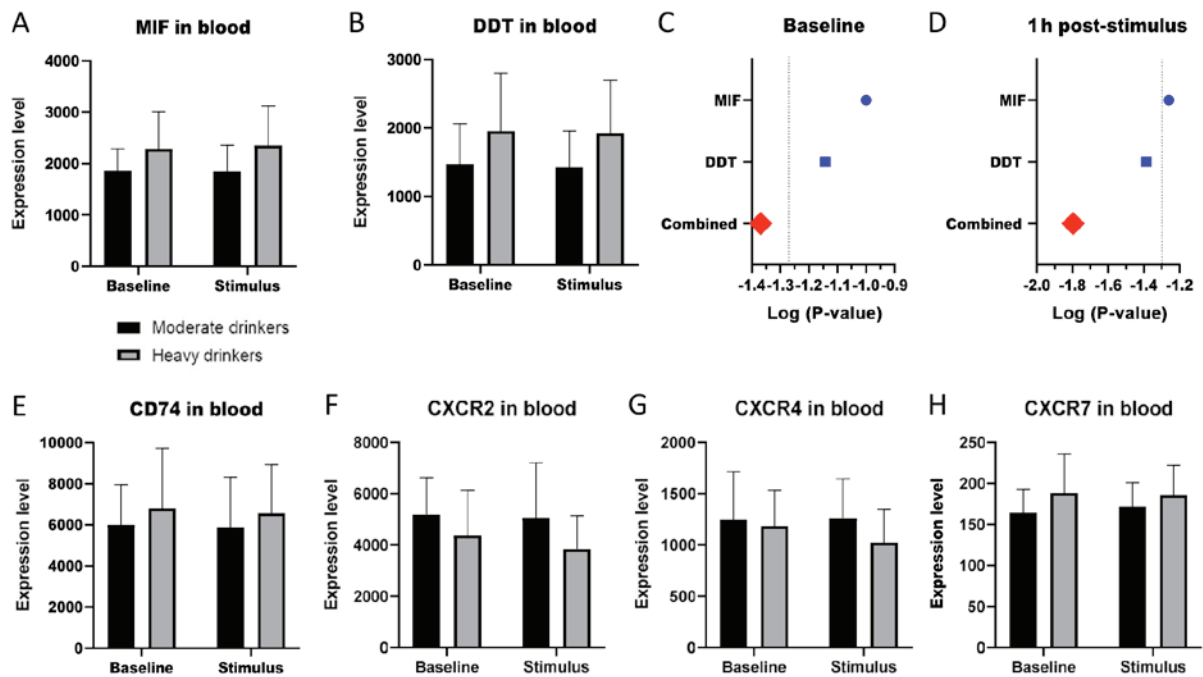 A
MIF in blood
Expression level
4000
3000
2000
1000
0
Baseline
Stimulus
B
DDT in blood
Expression level
3000
2000
1000
0
Baseline
Stimulus
C
Baseline
MIF
DDT
Combined
-1.4 -1.3 -1.2 -1.1 -1.0 -0.9
Log (P-value)
D
1h post-stimulus
MIF
DDT
Combined
-2.0 -1.8 -1.6 -1.4 -1.2
Log (P-value)
Moderate drinkers
Heavy drinkers
E
CD74 in blood
Expression level
10000
8000
6000
4000
2000
0
Baseline
Stimulus
F
CXCR2 in blood
Expression level
8000
6000
4000
2000
0
Baseline
Stimulus
G
CXCR4 in blood
Expression level
2000
1500
1000
500
0
Baseline
Stimulus
H
CXCR7 in blood
Expression level
250
200
150
100
50
0
Baseline
Stimulus